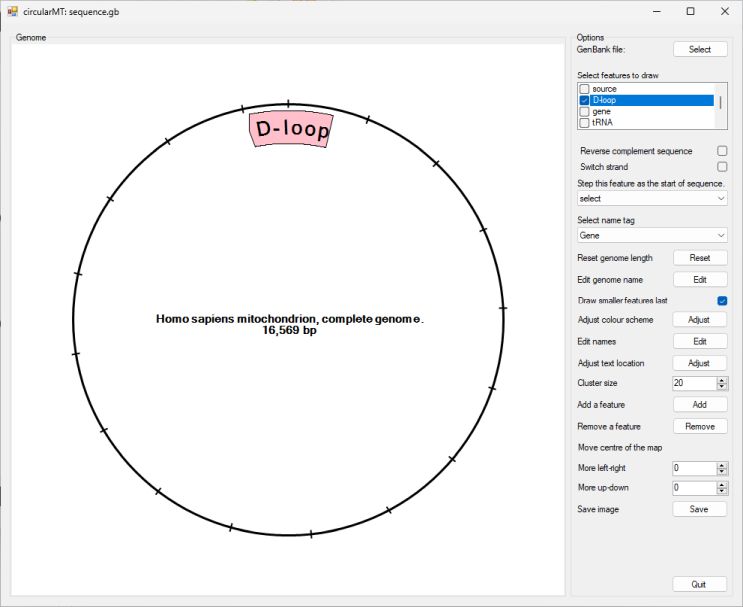 circularMT: sequence.gb
Genome
D-loop
Homo sapiens mitochondrion, complete genome.
16,569 bp
Options
GenBank file:
Select
Select features to draw
source
D-loop
gene
tRNA
Reverse complement sequence
Switch strand
Step this feature as the start of sequence.
select
Select name tag
Gene
Reset genome length
Reset
Edit genome name
Edit
Draw smaller features last
Adjust colour scheme
Adjust
Edit names
Edit
Adjust text location
Adjust
Cluster size
20
Add a feature
Add
Remove a feature
Remove
Move centre of the map
More left-right
0
More up-down
0
Save image
Save
Quit